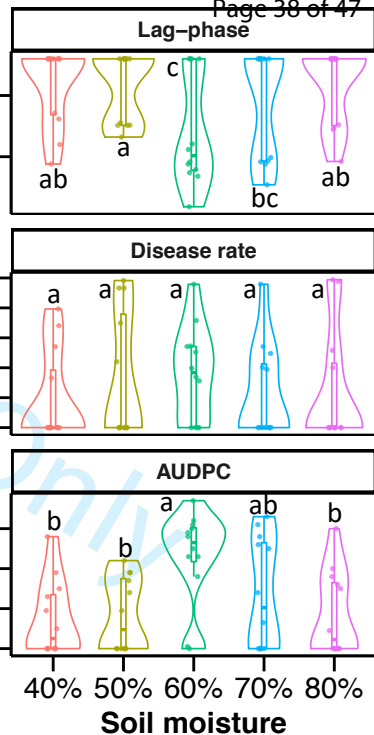 Page 38 of 47
Lag–phase
c
ab
a
bc
ab
Disease rate
a
a
a
a
a
Only
AUDPC
b
b
a
ab
b
40% 50% 60% 70% 80%
Soil moisture